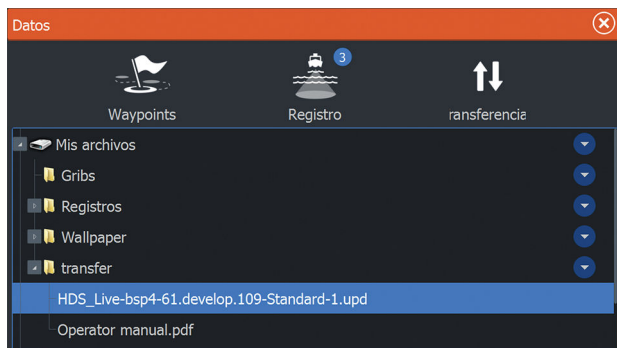 Datos
3
Waypoints Registro ransferencia
Mis archivos
Gribs
Registros
Wallpaper
transfer
HDS_Live-bsp4-61.develop.109-Standard-1.upd
Operator manual.pdf